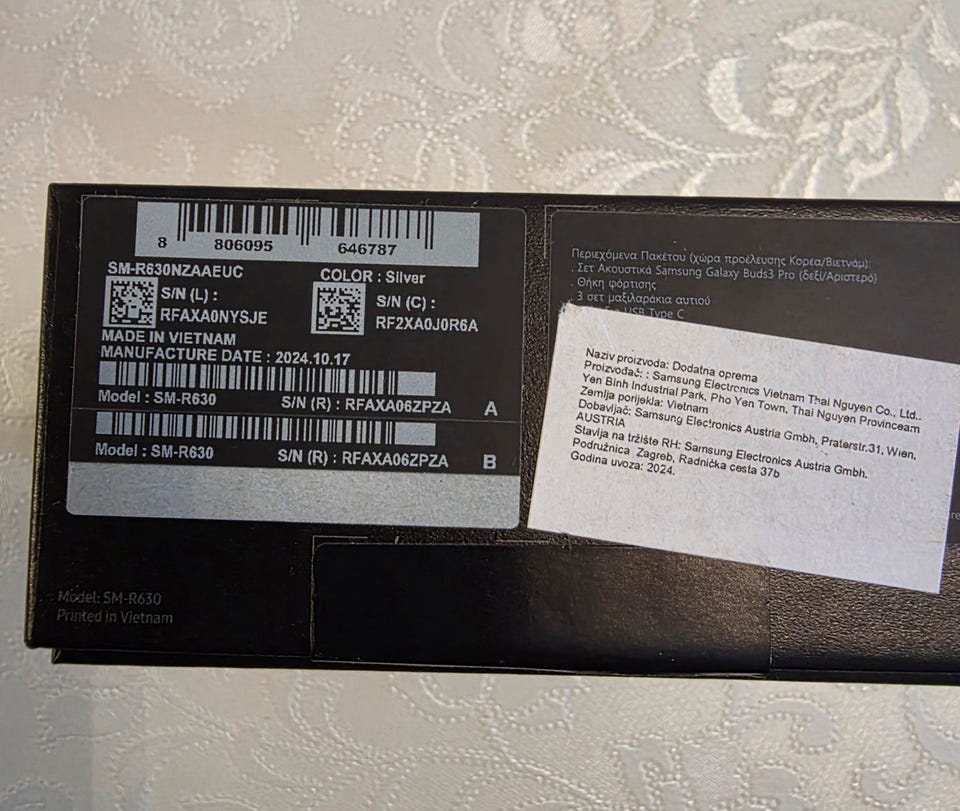 8 806095 646787
SM-R630NZAAEUC
COLOR : Silver
S/N (L) :
RFAXA0NYSJE
S/N (C) :
RF2XA0J0R6A
MADE IN VIETNAM
MANUFACTURE DATE : 2024.10.17
Model : SM-R630 S/N (R) : RFAXA06ZPZA A
Model : SM-R630 S/N (R) : RFAXA06ZPZA B
Model: SM-R630
Printed in Vietnam
Περιεχόμενα Πακέτου (χώρα προέλευσης Κορέα/Βιετνάμ):
. Σετ Ακουστικά Samsung Galaxy Buds3 Pro (δεξί/Αριστερό)
. Θήκη φόρτισης
. 3 σετ μαξιλαράκια αυτιού
USB Type C
Naziv proizvoda: Dodatna oprema
Proizvođač: : Samsung Electronics Vietnam Thai Nguyen Co., Ltd..
Yen Binh Industrial Park, Pho Yen Town, Thai Nguyen Provinceam
Zemlja porijekla: Vietnam
Dobavljač: Samsung Electronics Austria Gmbh, Praterstr.31, Wien,
AUSTRIA
Stavlja na tržište RH: Samsung Electronics Austria Gmbh.
Podružnica Zagreb, Radnička cesta 37b
Godina uvoza: 2024.